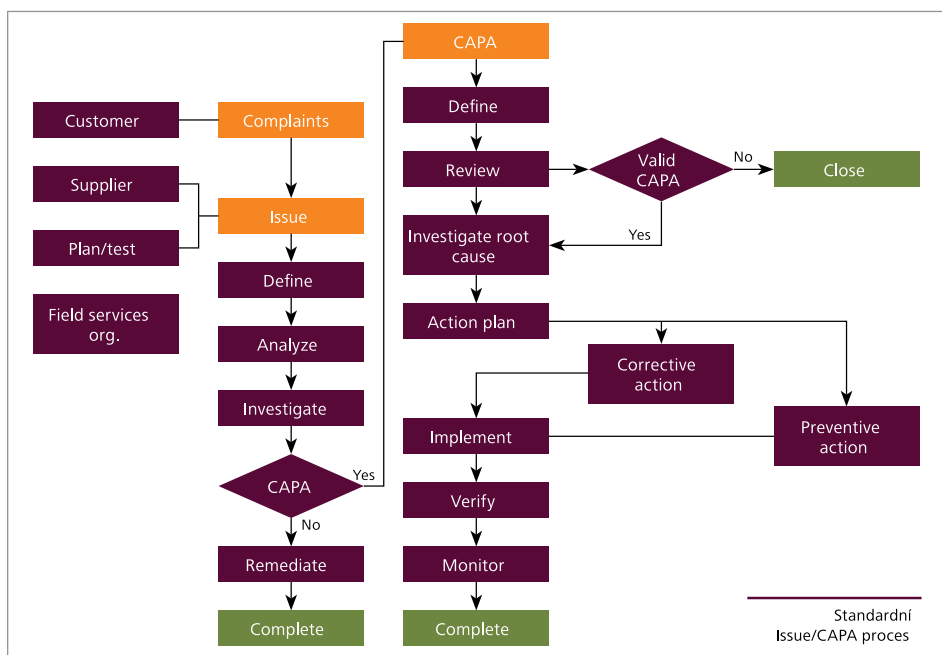 CAPA
Define
Customer
Complaints
Review
Valid
CAPA
No
Close
Supplier
Issue
Yes
Investigate root
cause
Plan/test
Define
Field services
org.
Action plan
Analyze
Corrective
action
Investigate
Implement
Preventive
action
CAPA
Yes
Verify
No
Remediate
Monitor
Complete
Complete
Standardní
Issue/CAPA proces